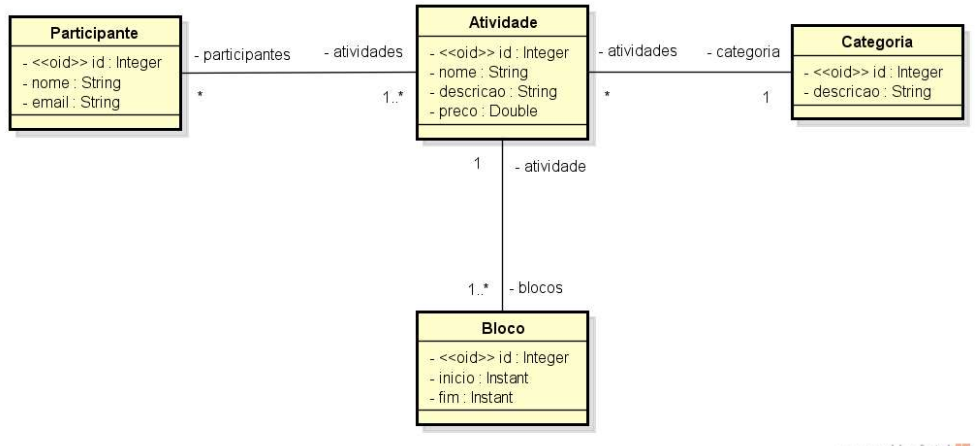 Participante
- <<oid>> id : Integer
- nome : String
- email : String
- participantes
*
- atividades
1..*
Atividade
- <<oid>> id : Integer
- nome : String
- descricao : String
- preco : Double
- atividades
*
- categoria
1
Categoria
- <<oid>> id : Integer
- descricao : String
1
- atividade
1..*
- blocos
Bloco
- <<oid>> id : Integer
- inicio : Instant
- fim : Instant